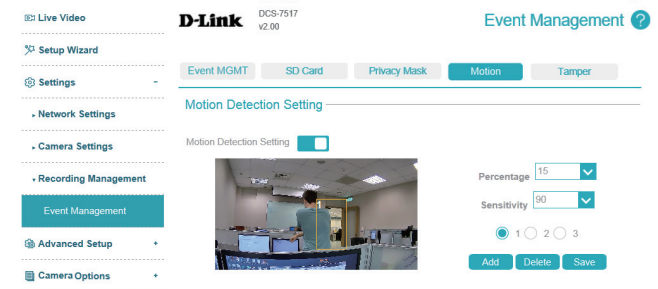 Live Video
Setup Wizard
Settings -
Network Settings
Camera Settings
Recording Management
Event Management
Advanced Setup +
Camera Options +
D-Link DCS-7517
v2.00
Event Management ?
Event MGMT SD Card Privacy Mask Motion Tamper
Motion Detection Setting
Motion Detection Setting
1
Percentage 15
Sensitivity 90
1 2 3
Add Delete Save